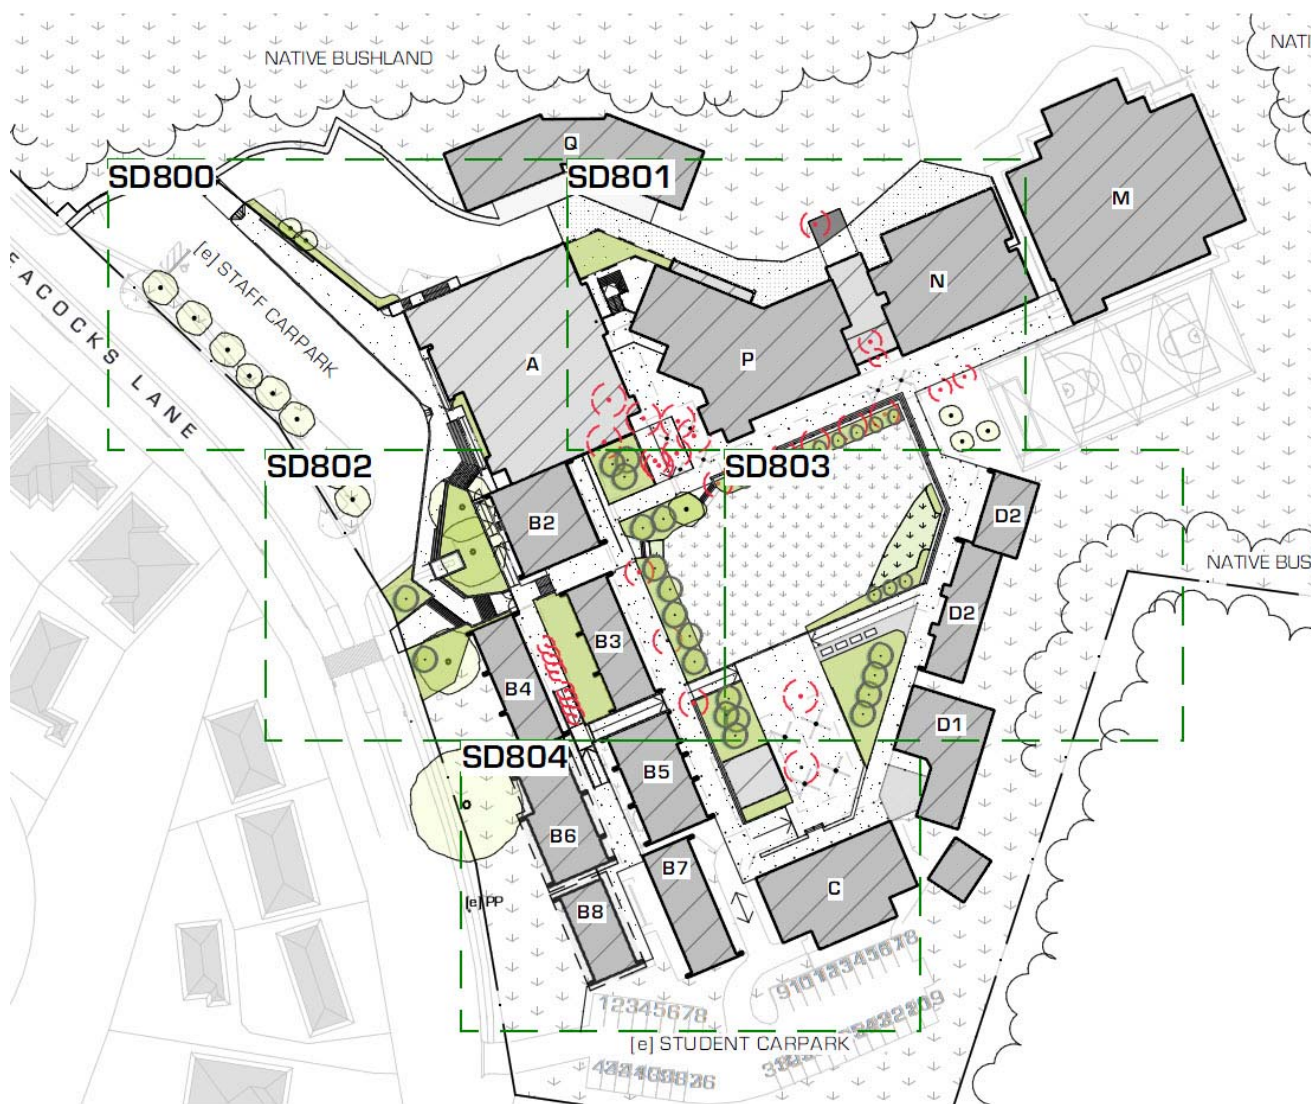 NATIVE BUSHLAND
NATI
Q
SD800
SD801
M
[e] STAFF CARPARK
EACOCKS LANE
N
A
P
SD802
SD803
B2
D2
NATIVE BUS
D2
B3
B4
D1
SD804
B5
B6
B7
C
[e] PP
B8
12345678
[e] STUDENT CARPARK